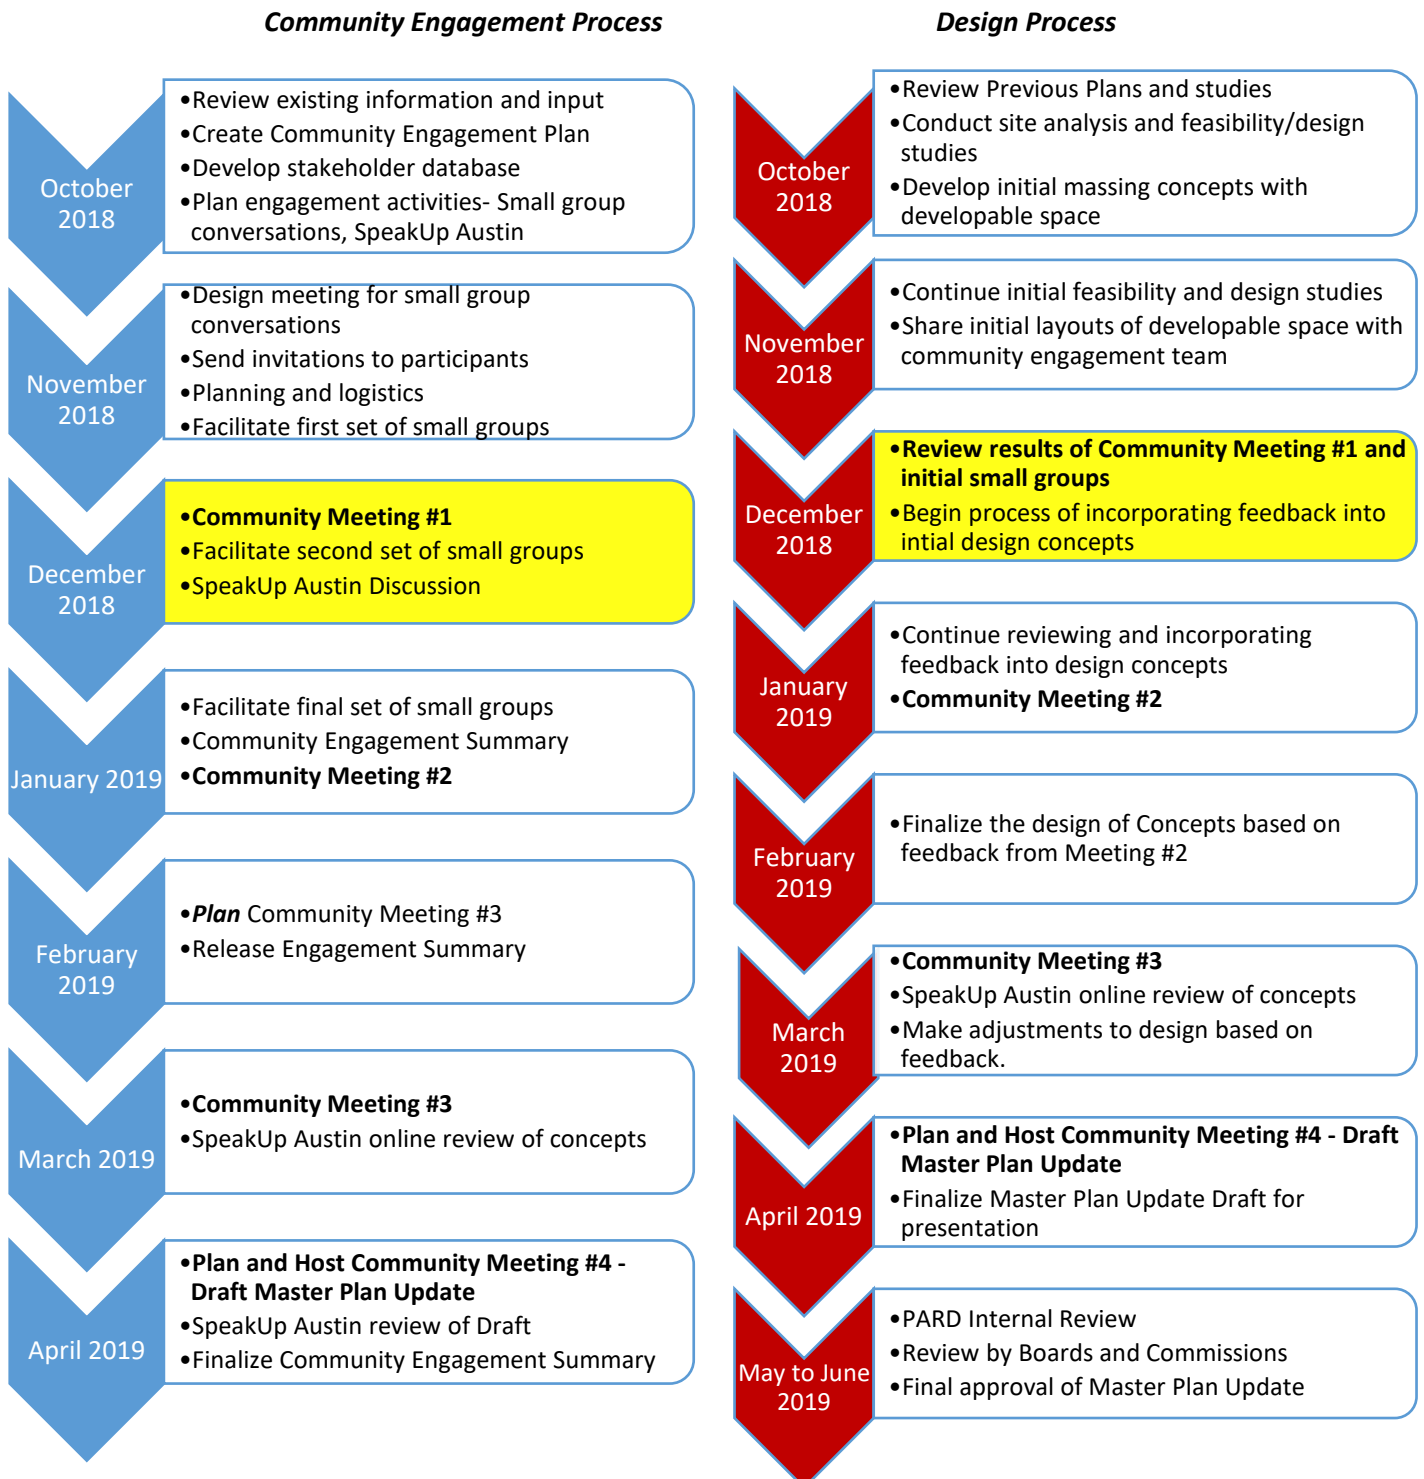 Community Engagement Process
October
2018
•Review existing information and input
•Create Community Engagement Plan
•Develop stakeholder database
•Plan engagement activities- Small group
conversations, SpeakUp Austin
November
2018
•Design meeting for small group
conversations
•Send invitations to participants
•Planning and logistics
•Facilitate first set of small groups
December
2018
•Community Meeting #1
•Facilitate second set of small groups
•SpeakUp Austin Discussion
January 2019
•Facilitate final set of small groups
•Community Engagement Summary
•Community Meeting #2
February
2019
•Plan Community Meeting #3
•Release Engagement Summary
March 2019
•Community Meeting #3
•SpeakUp Austin online review of concepts
April 2019
•Plan and Host Community Meeting #4 -
Draft Master Plan Update
•SpeakUp Austin review of Draft
•Finalize Community Engagement Summary
Design Process
October
2018
•Review Previous Plans and studies
•Conduct site analysis and feasibility/design
studies
•Develop initial massing concepts with
developable space
November
2018
•Continue initial feasibility and design studies
•Share initial layouts of developable space with
community engagement team
December
2018
•Review results of Community Meeting #1 and
initial small groups
•Begin process of incorporating feedback into
intial design concepts
January
2019
•Continue reviewing and incorporating
feedback into design concepts
•Community Meeting #2
February
2019
•Finalize the design of Concepts based on
feedback from Meeting #2
March
2019
•Community Meeting #3
•SpeakUp Austin online review of concepts
•Make adjustments to design based on
feedback.
April 2019
•Plan and Host Community Meeting #4 - Draft
Master Plan Update
•Finalize Master Plan Update Draft for
presentation
May to June
2019
•PARD Internal Review
•Review by Boards and Commissions
•Final approval of Master Plan Update